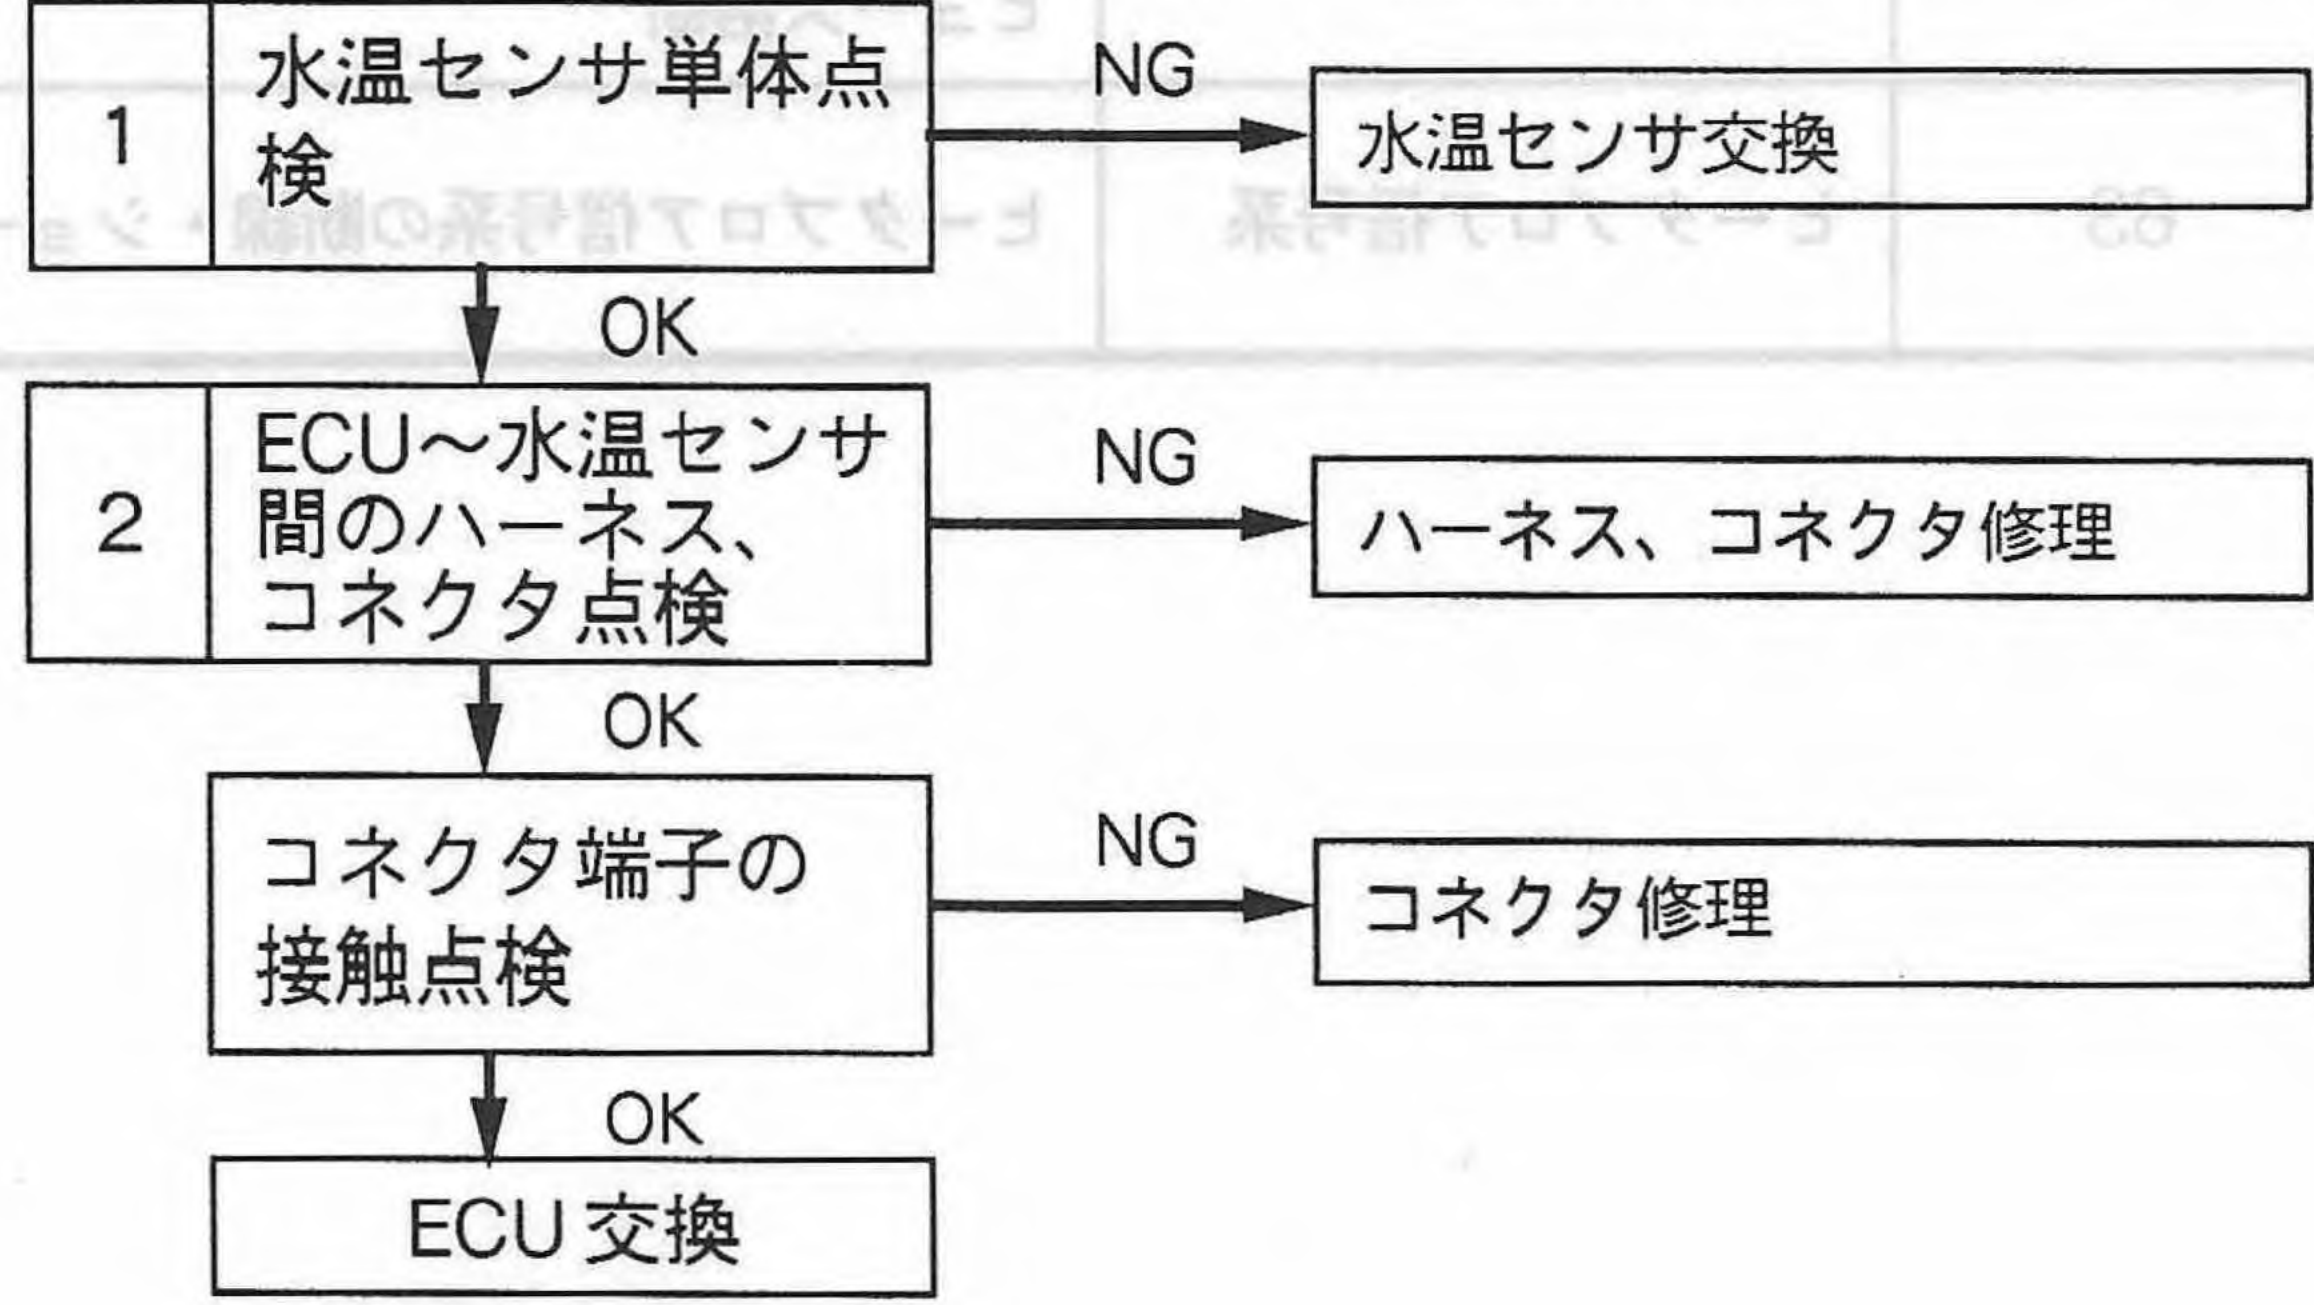 1
水温センサ単体点
検
NG
水温センサ交換
OK
2
ECU～水温センサ
間のハーネス、
コネクタ点検
NG
ハーネス、コネクタ修理
OK
コネクタ端子の
接触点検
NG
コネクタ修理
OK
ECU 交換